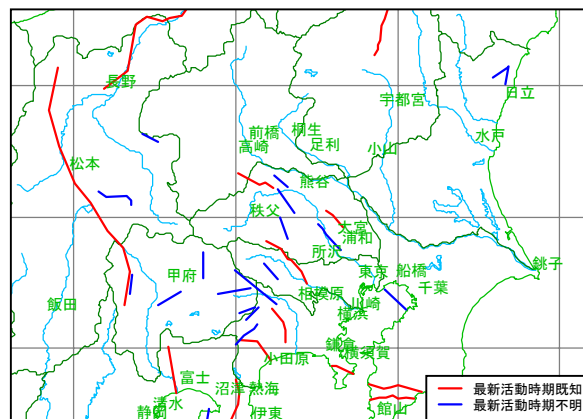 長野
日立
宇都宮
桐生
前橋
水戸
足利
高崎
小山
松本
熊谷
秩父
大宮
浦和
所沢
銚子
東京
船橋
甲府
千葉
相模原
飯田
川崎
横浜
鎌倉
横須賀
小田原
富士
沼津
熱海
清水
静岡
伊東
館山
最新活動時期既知
最新活動時期不明